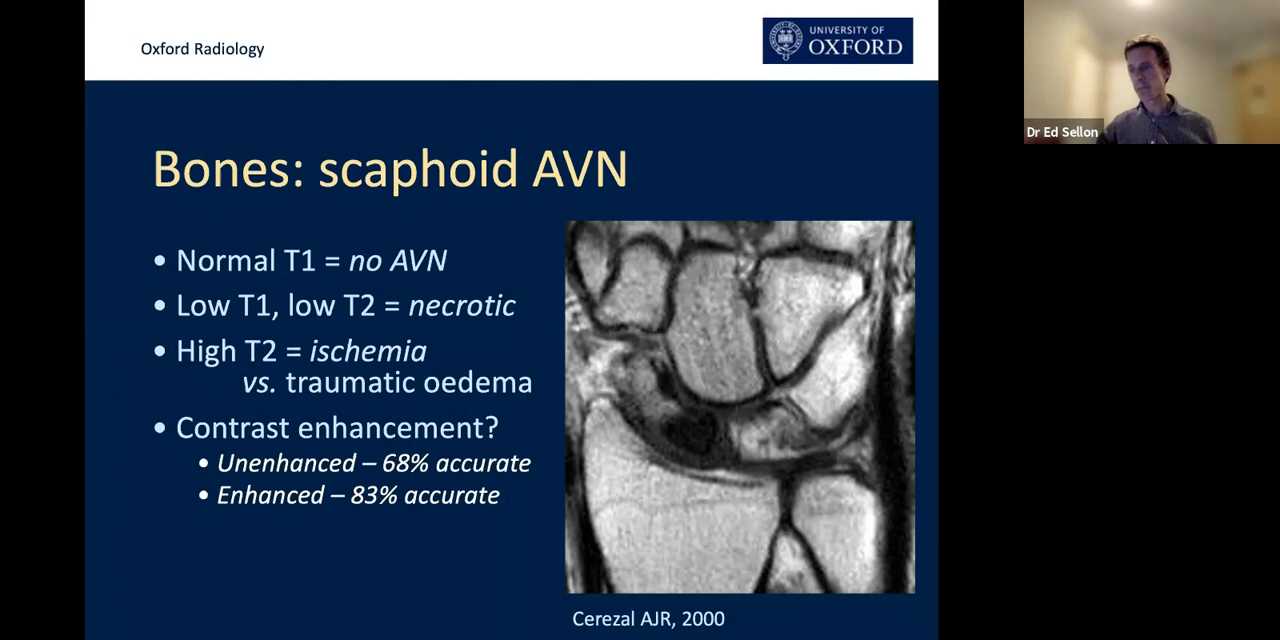 Oxford Radiology
UNIVERSITY OF
OXFORD
Dr Ed Sellon
Bones: scaphoid AVN
• Normal T1 = no AVN
• Low T1, low T2 = necrotic
• High T2 = ischemia
vs. traumatic oedema
• Contrast enhancement?
• Unenhanced – 68% accurate
• Enhanced – 83% accurate
Cerezal AJR, 2000